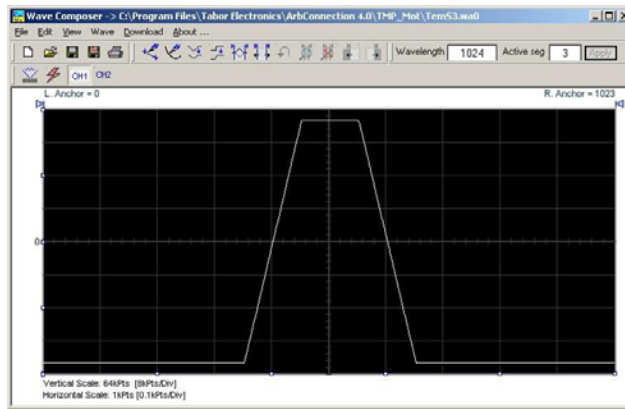 Wave Composer -> C:\Program Files\Tabor Electronics\ArbConnection 4.0\TMP_Mot\Tem53.wa0
File Edit View Wave Download About ...
Wavelength 1024 Active seg 3 Apply
CH1 CH2
L. Anchor = 0 R. Anchor = 1023
0
Vertical Scale: 64kPts [8kPts/Div]
Horizontal Scale: 1kPts [0.1kPts/Div]